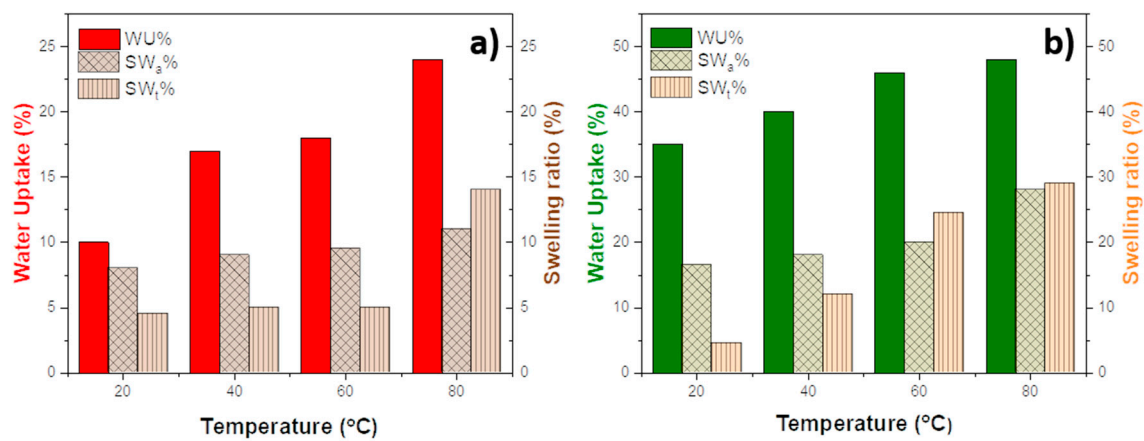 WU%
SWa%
SWt%
a)
Water Uptake (%)
0
5
10
15
20
25
Swelling ratio (%)
0
5
10
15
20
25
20 40 60 80
Temperature (°C)
WU%
SWa%
SWt%
b)
Water Uptake (%)
0
10
20
30
40
50
Swelling ratio (%)
0
10
20
30
40
50
20 40 60 80
Temperature (°C)